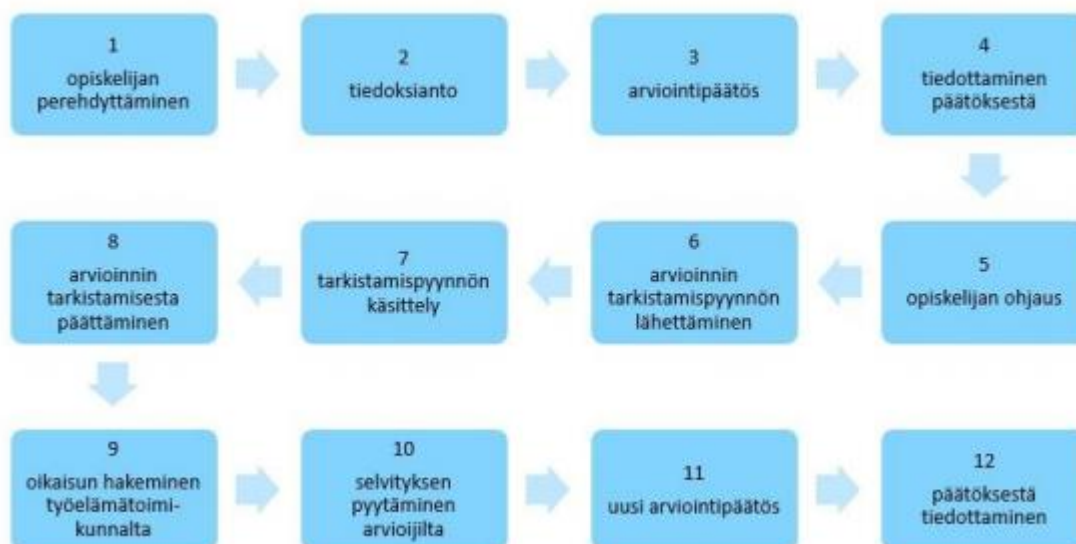 1
opiskelijan
perehdyttäminen
2
tiedoksianto
3
arviointipäätös
4
tiedottaminen
päätöksestä
5
opiskelijan ohjaus
6
arvioinnin
tarkistamispyynnön
lähettäminen
7
tarkistamispyynnön
käsittely
8
arvioinnin
tarkistamisesta
päättäminen
9
oikaisun hakeminen
työelämätoimi-
kunnalta
10
selvityksen
pyytäminen
arvioijilta
11
uusi arviointipäätös
12
päätöksestä
tiedottaminen